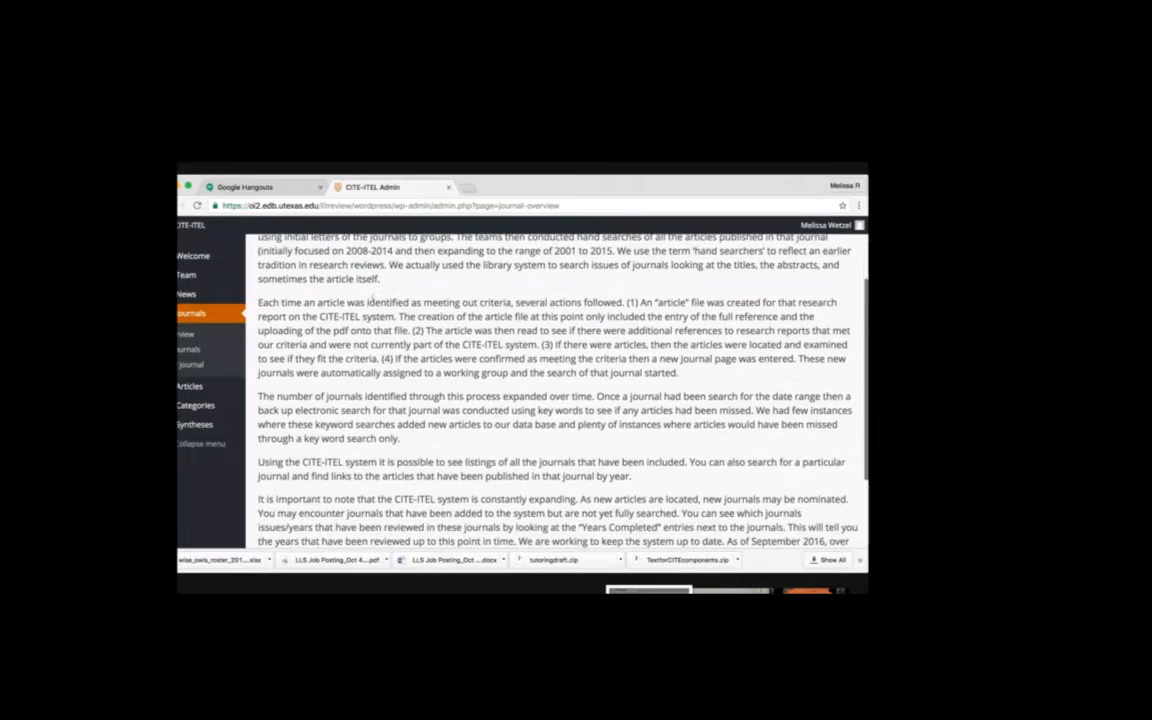 Google Hangouts
CITE-ITEL Admin
Melissa R
https://oi2.edb.utexas.edu/litreview/wordpress/wp-admin/admin.php?page=journal-overview
CITE-ITEL
Melissa Wetzel
Welcome
Team
News
ournals
rview
ournals
Journal
Articles
Categories
Syntheses
Collapse menu
using initial letters of the journals to groups. The teams then conducted hand searches of all the articles published in that journal
(initially focused on 2008-2014 and then expanding to the range of 2001 to 2015. We use the term 'hand searchers' to reflect an earlier
tradition in research reviews. We actually used the library system to search issues of journals looking at the titles, the abstracts, and
sometimes the article itself.
Each time an article was identified as meeting out criteria, several actions followed. (1) An "article" file was created for that research
report on the CITE-ITEL system. The creation of the article file at this point only included the entry of the full reference and the
uploading of the pdf onto that file. (2) The article was then read to see if there were additional references to research reports that met
our criteria and were not currently part of the CITE-ITEL system. (3) If there were articles, then the articles were located and examined
to see if they fit the criteria. (4) If the articles were confirmed as meeting the criteria then a new Journal page was entered. These new
journals were automatically assigned to a working group and the search of that journal started.
The number of journals identified through this process expanded over time. Once a journal had been search for the date range then a
back up electronic search for that journal was conducted using key words to see if any articles had been missed. We had few instances
where these keyword searches added new articles to our data base and plenty of instances where articles would have been missed
through a key word search only.
Using the CITE-ITEL system it is possible to see listings of all the journals that have been included. You can also search for a particular
journal and find links to the articles that have been published in that journal by year.
It is important to note that the CITE-ITEL system is constantly expanding. As new articles are located, new journals may be nominated.
You may encounter journals that have been added to the system but are not yet fully searched. You can see which journals
issues/years that have been reviewed in these journals by looking at the "Years Completed" entries next to the journals. This will tell you
the years that have been reviewed up to this point in time. We are working to keep the system up to date. As of September 2016, over
wise_owls_roster_201....xlsx
LLS Job Posting_Oct 4....pdf
LLS Job Posting_Oct ....docx
tutoringdraft.zip
TextforCITEcomponents.zip
Show All